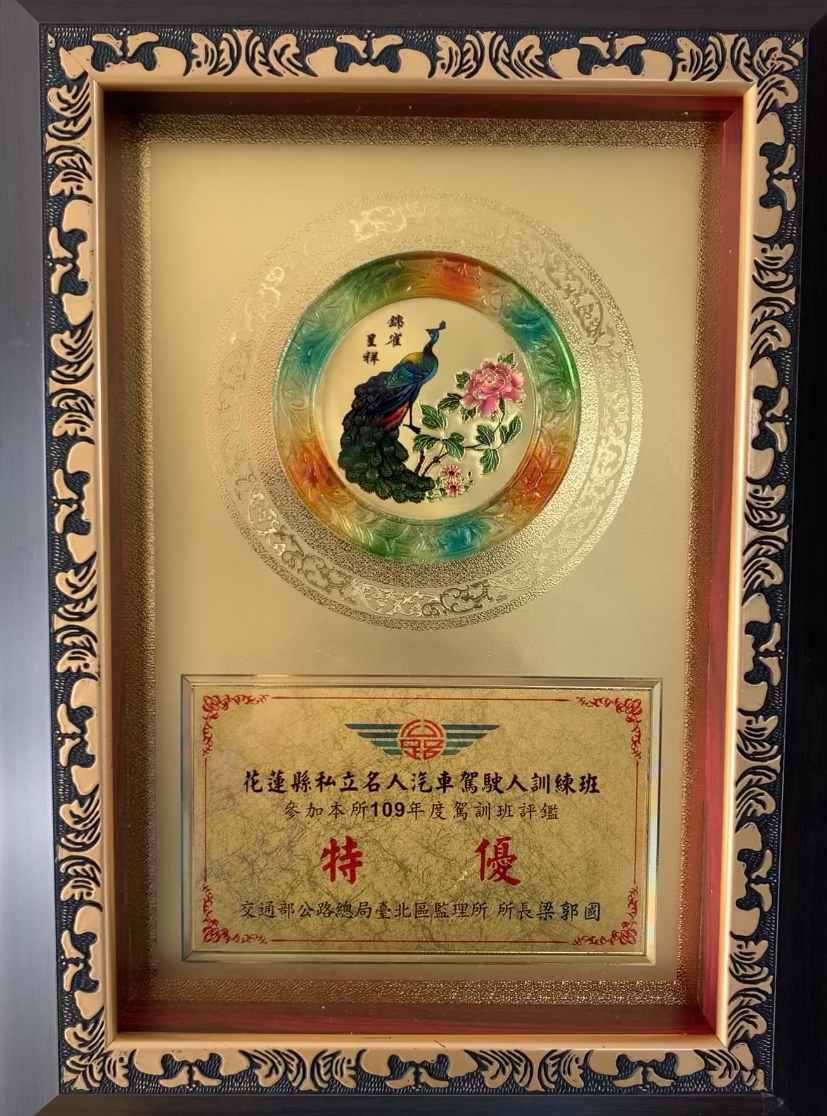 錦雀
呈祥
公路
花蓮縣私立名人汽車駕駛人訓練班
參加本所109年度駕訓班評鑑
特 優
交通部公路總局臺北區監理所 所長梁郭國